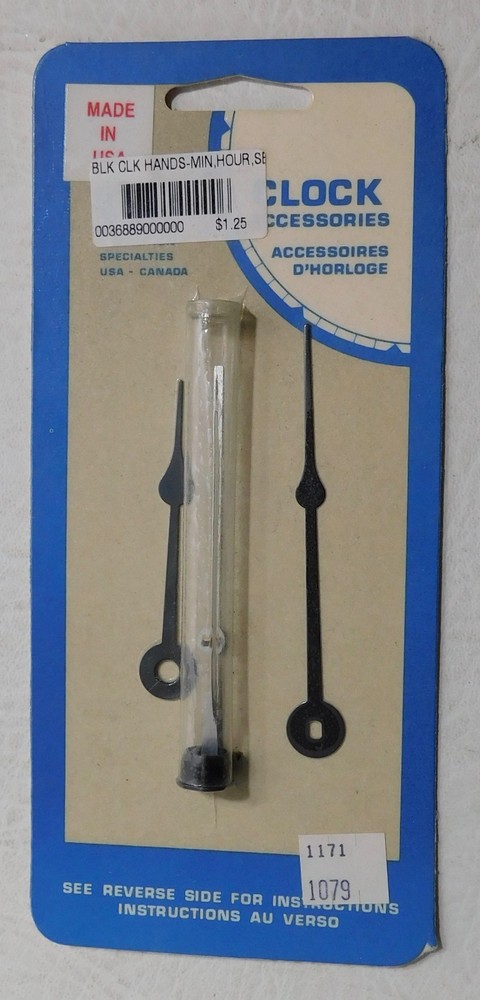 MADE
IN
USA
BLK CLK HANDS-MIN,HOUR,SE
0036889000000 $1.25
SPECIALTIES
USA - CANADA
CLOCK
ACCESSORIES
ACCESSOIRES
D'HORLOGE
1171
1079
SEE REVERSE SIDE FOR INSTRUCTIONS
INSTRUCTIONS AU VERSO